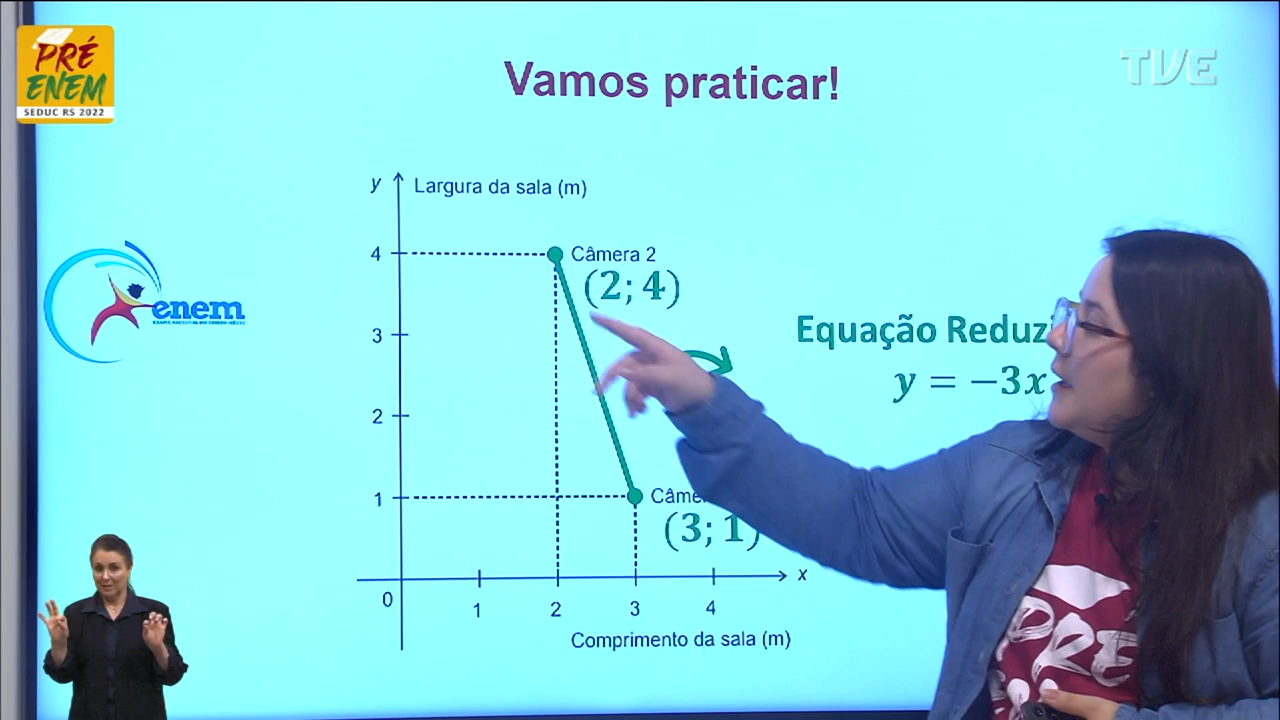 PRÉ
ENEM
SEDUC RS 2022
TVE
Vamos praticar!
y
Largura da sala (m)
4
Câmera 2
(2; 4)
enem
3
Equação
y = −3x
2
1
(3; 1)
x
0
1
2
3
4
Comprimento da sala (m)
PRE